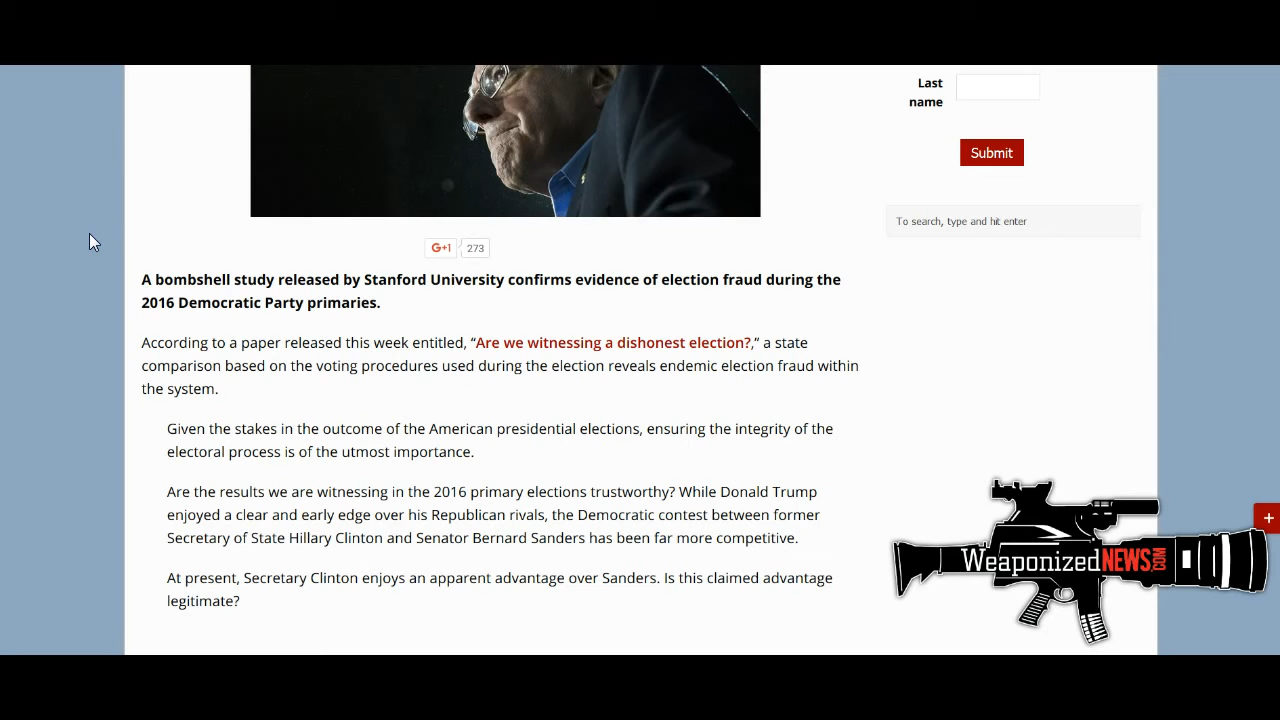 Last
name
Submit
To search, type and hit enter
G+1 273
A bombshell study released by Stanford University confirms evidence of election fraud during the
2016 Democratic Party primaries.
According to a paper released this week entitled, “Are we witnessing a dishonest election?,” a state
comparison based on the voting procedures used during the election reveals endemic election fraud within
the system.
Given the stakes in the outcome of the American presidential elections, ensuring the integrity of the
electoral process is of the utmost importance.
Are the results we are witnessing in the 2016 primary elections trustworthy? While Donald Trump
enjoyed a clear and early edge over his Republican rivals, the Democratic contest between former
Secretary of State Hillary Clinton and Senator Bernard Sanders has been far more competitive.
At present, Secretary Clinton enjoys an apparent advantage over Sanders. Is this claimed advantage
legitimate?
+
WeaponizedNEWS.COM